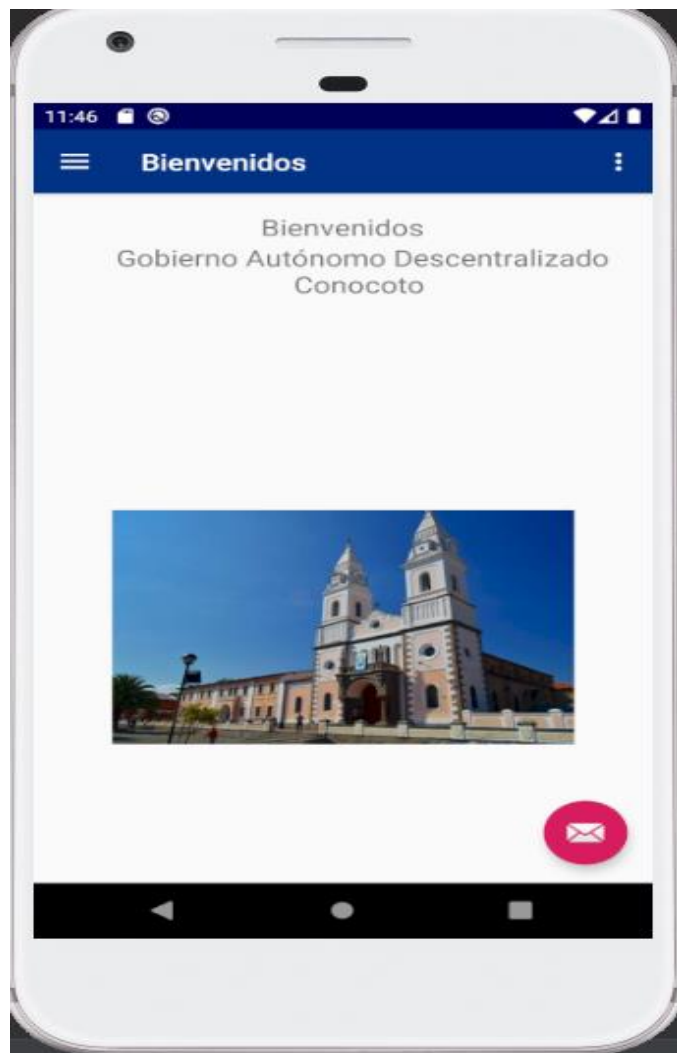 11:46
Bienvenidos
Bienvenidos
Gobierno Autónomo Descentralizado
Conocoto